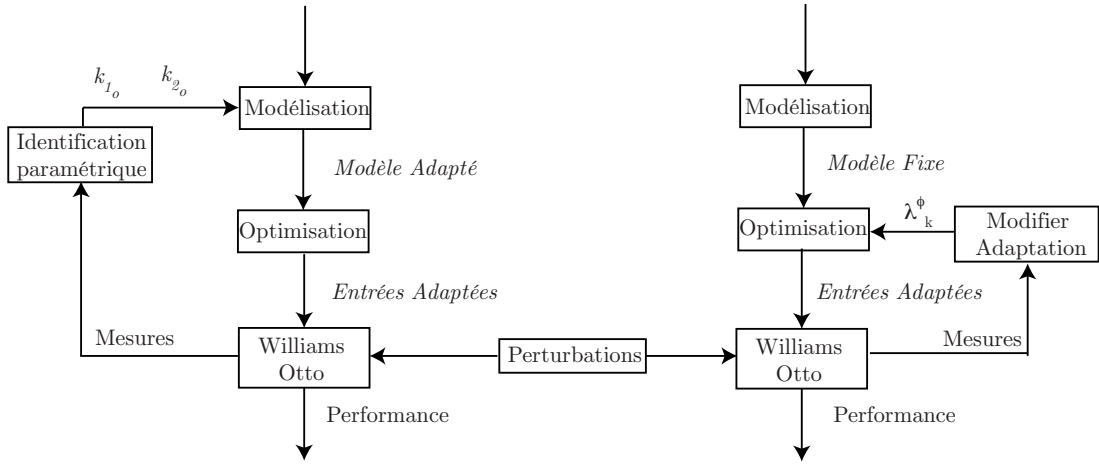 k₁ₒ k₂ₒ
Modélisation
Identification
paramétrique
Modèle Adapté
Optimisation
Entrées Adaptées
Mesures
Williams
Otto
Performance
Perturbations
Modélisation
Modèle Fixe
Optimisation
λᵩₖ
Modifier
Adaptation
Entrées Adaptées
Williams
Otto
Mesures
Performance